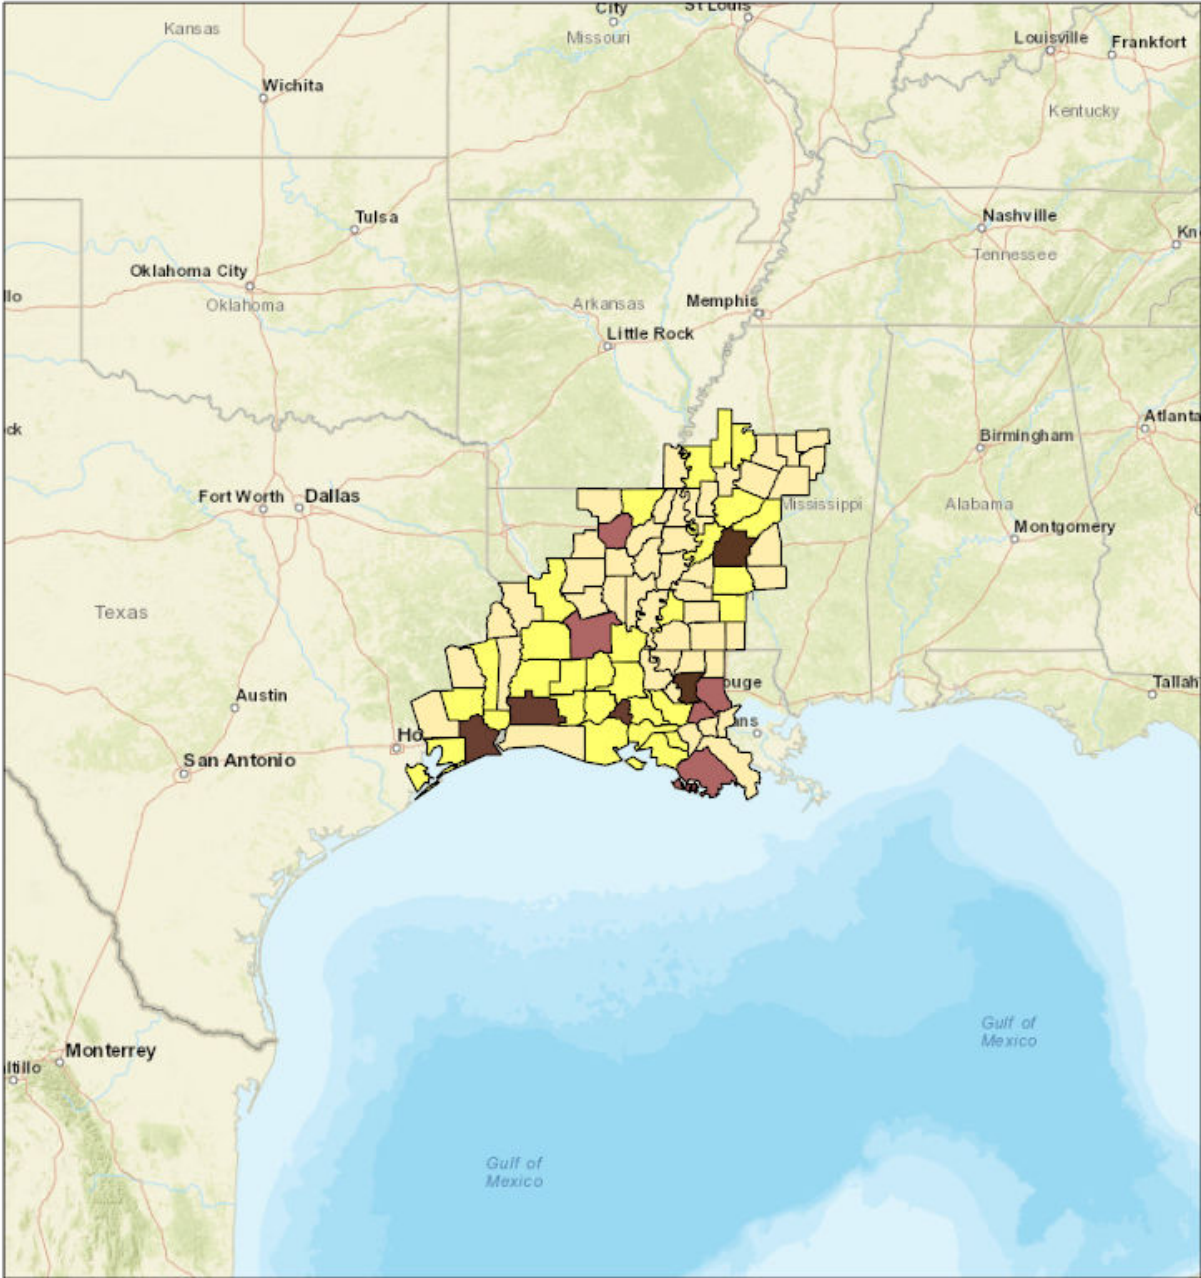 City
St Louis
Kansas
Missouri
Louisville
Frankfort
Wichita
Kentucky
Tulsa
Nashville
Kn
Tennessee
Oklahoma City
llo
Oklahoma
Arkansas
Memphis
Little Rock
Atlanta
ck
Birmingham
Fort Worth
Dallas
Mississippi
Alabama
Montgomery
Texas
ouge
Tallah
Austin
ans
Ho
San Antonio
Gulf of
Mexico
Monterrey
altillo
Gulf of
Mexico